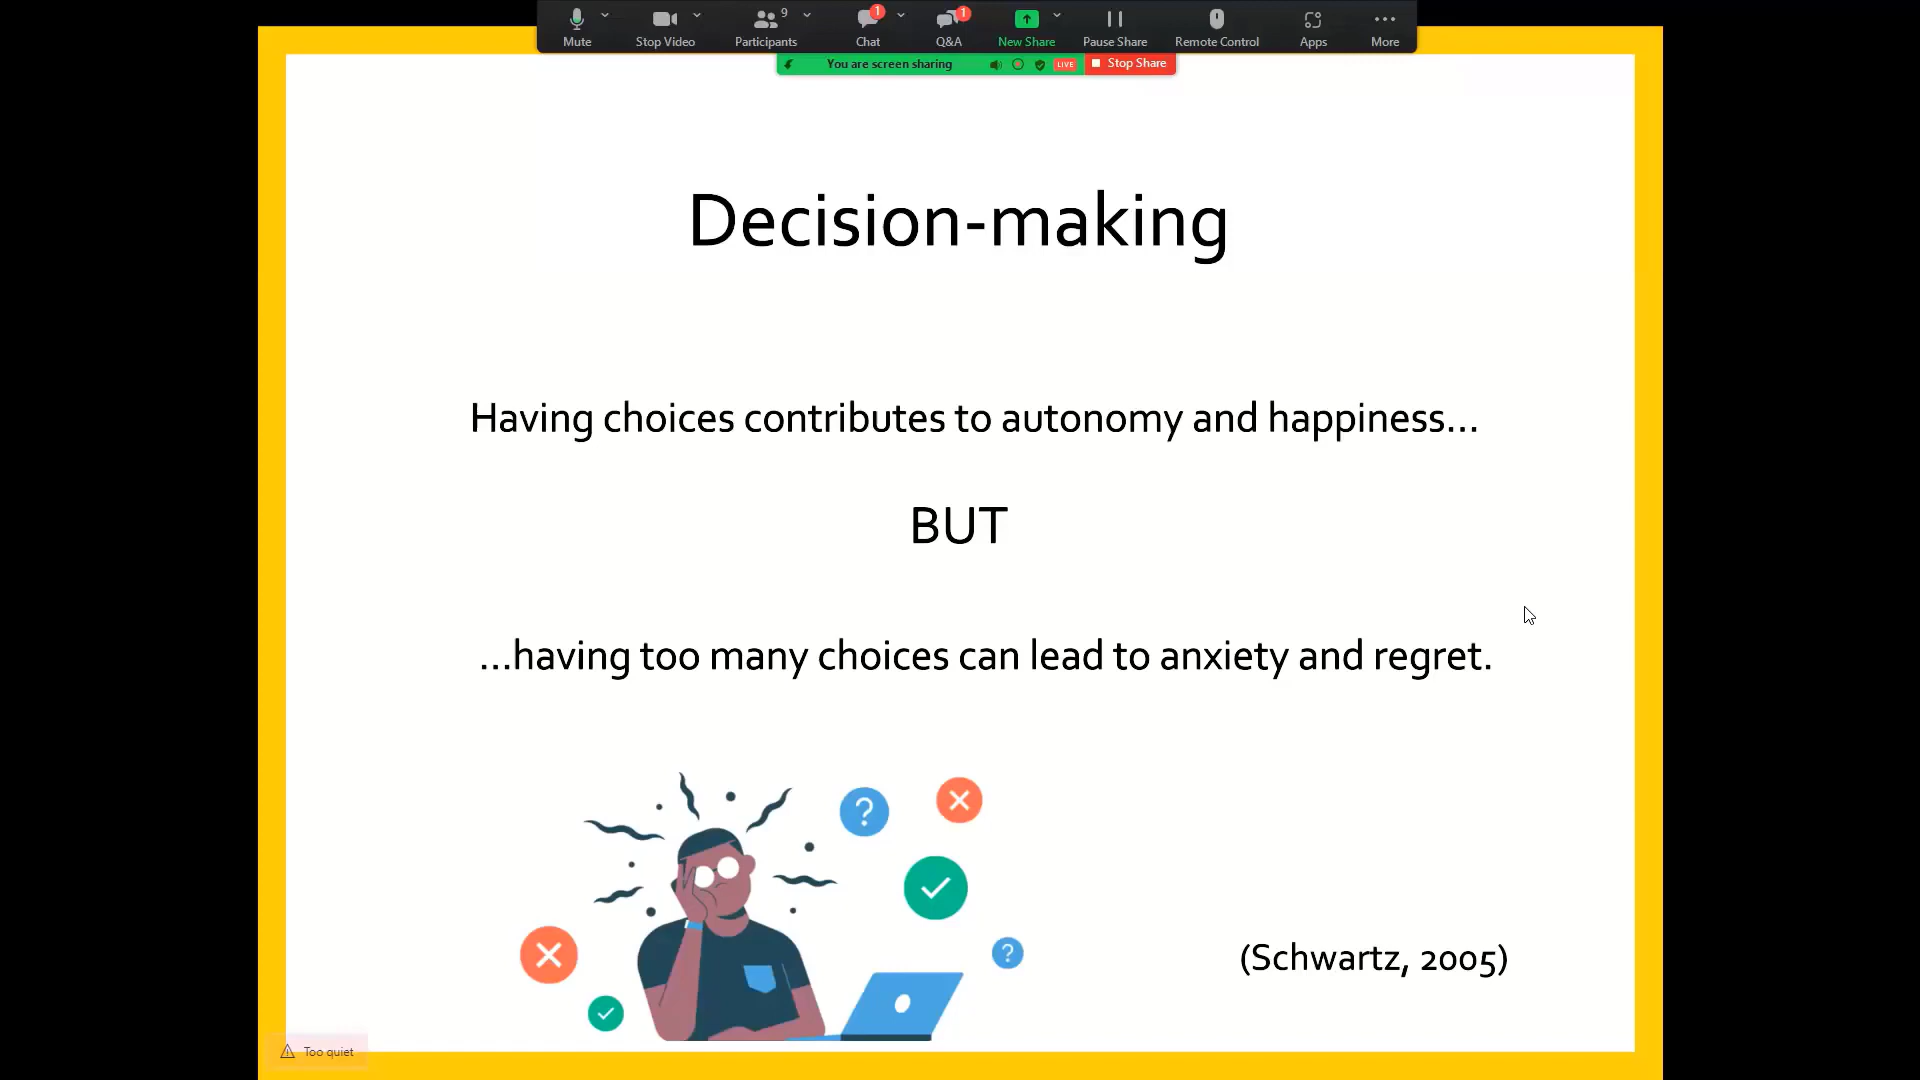 Mute
Stop Video
Participants
9
Chat
1
Q&A
1
New Share
Pause Share
Remote Control
Apps
More
You are screen sharing
LIVE
Stop Share
Decision-making
Having choices contributes to autonomy and happiness...
BUT
...having too many choices can lead to anxiety and regret.
?
?
(Schwartz, 2005)
Too quiet